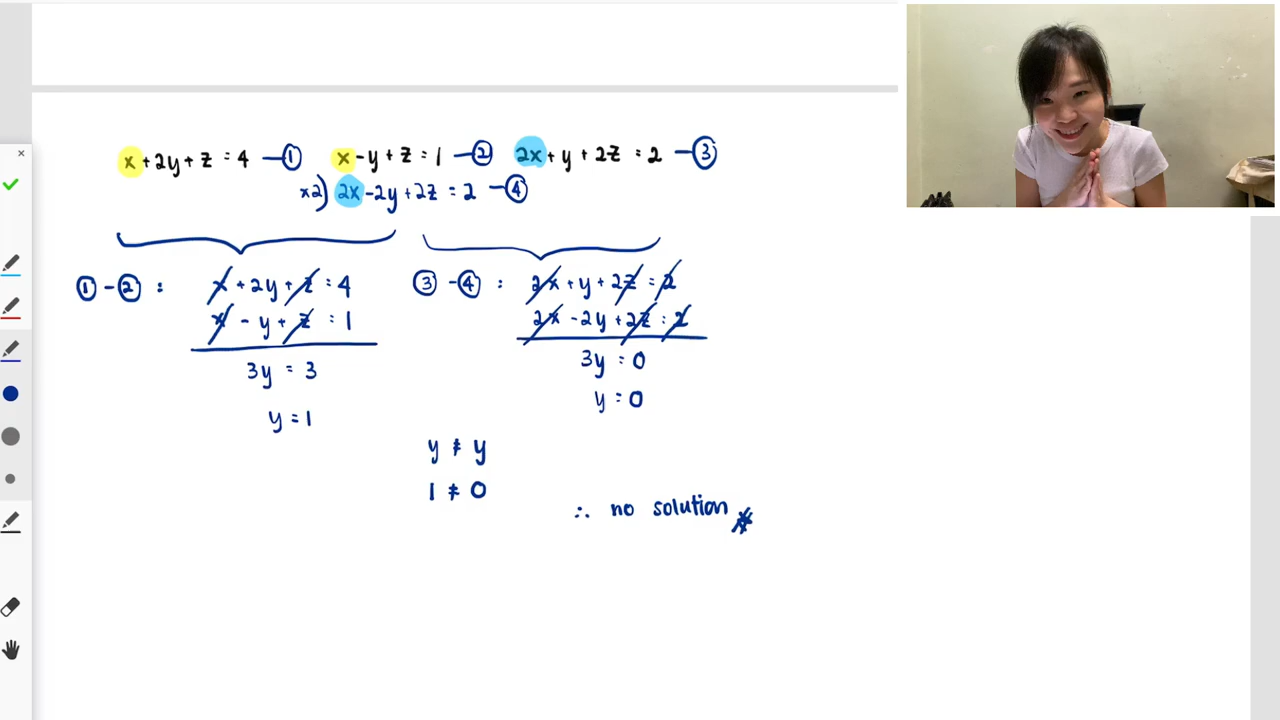 x + 2y + z = 4 —① x - y + z = 1 —② 2x + y + 2z = 2 —③
x2) 2x - 2y + 2z = 2 —④
① - ② : x + 2y + z = 4 ③ - ④ : 2x + y + 2z = 2
x - y + z = 1 2x - 2y + 2z = 2
3y = 3 3y = 0
y = 1 y = 0
y ≠ y
1 ≠ 0
∴ no solution